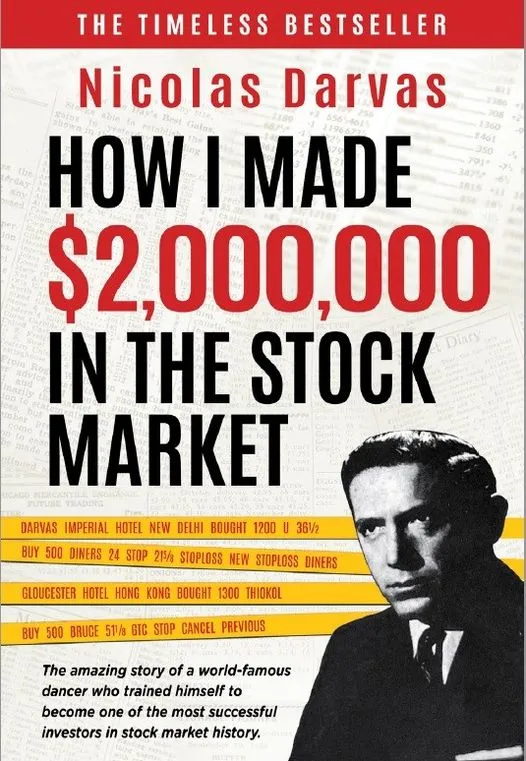 THE TIMELESS BESTSELLER
Nicolas Darvas
HOW I MADE
$2,000,000
IN THE STOCK
MARKET
DARVAS IMPERIAL HOTEL NEW DELHI BOUGHT 1200 U 36½
BUY 500 DINERS 24 STOP 21⅝ STOPLOSS NEW STOPLOSS DINERS
GLOUCESTER HOTEL HONG KONG BOUGHT 1300 THIOKOL
BUY 500 BRUCE 51⅛ GTC STOP CANCEL PREVIOUS
The amazing story of a world-famous
dancer who trained himself to
become one of the most successful
investors in stock market history.